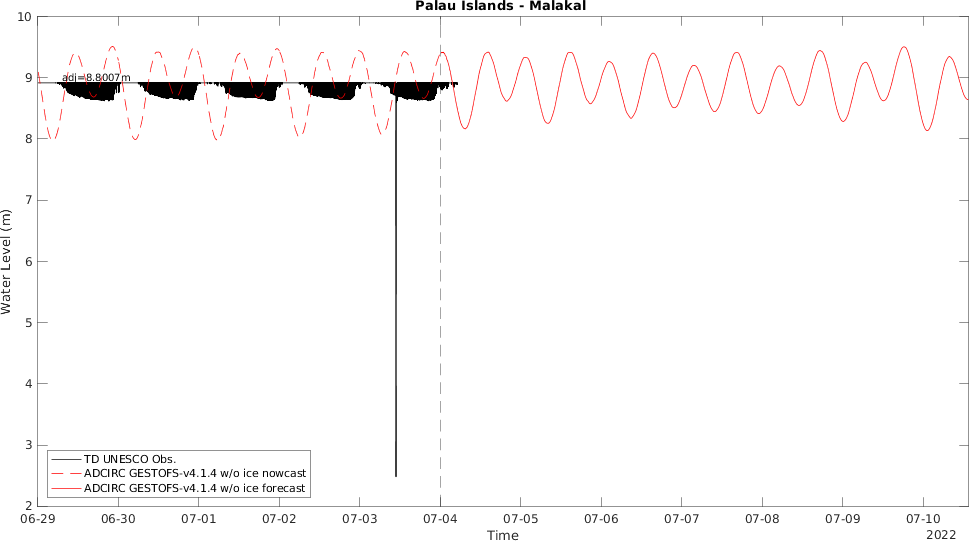 Palau Islands - Malakal
10
9
8
7
6
5
4
3
2
Water Level (m)
adj=8.8007m
TD UNESCO Obs.
ADCIRC GESTOFS-v4.1.4 w/o ice nowcast
ADCIRC GESTOFS-v4.1.4 w/o ice forecast
06-29 06-30 07-01 07-02 07-03 07-04 07-05 07-06 07-07 07-08 07-09 07-10
Time
2022